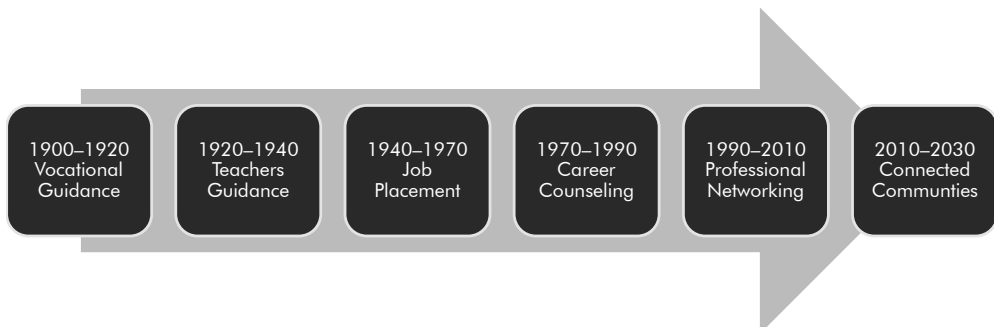 1900–1920
Vocational
Guidance
1920–1940
Teachers
Guidance
1940–1970
Job
Placement
1970–1990
Career
Counseling
1990–2010
Professional
Networking
2010–2030
Connected
Communties